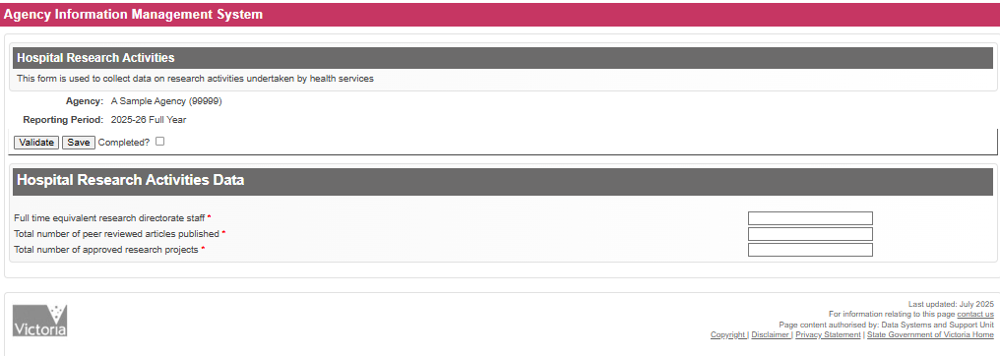 Agency Information Management System
Hospital Research Activities
This form is used to collect data on research activities undertaken by health services
Agency: A Sample Agency (99999)
Reporting Period: 2025-26 Full Year
Validate Save Completed?
Hospital Research Activities Data
Full time equivalent research directorate staff *
Total number of peer reviewed articles published *
Total number of approved research projects *
Victoria
Last updated: July 2025
For information relating to this page contact us
Page content authorised by: Data Systems and Support Unit
Copyright | Disclaimer | Privacy Statement | State Government of Victoria Home